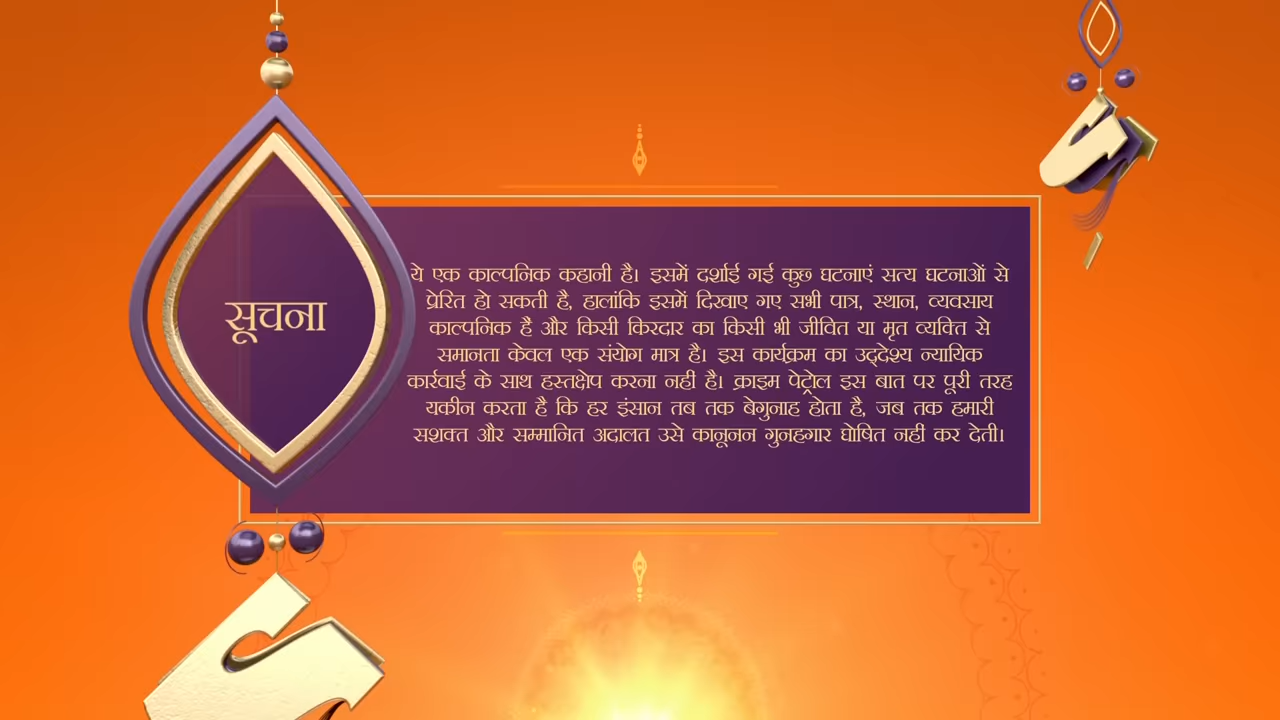 सूचना
ये एक काल्पनिक कहानी है। इसमें दर्शाई गई कुछ घटनाएं सत्य घटनाओं से
प्रेरित हो सकती है, हालांकि इसमें दिखाए गए सभी पात्र, स्थान, व्यवसाय
काल्पनिक हैं और किसी किरदार का किसी भी जीवित या मृत व्यक्ति से
समानता केवल एक संयोग मात्र है। इस कार्यक्रम का उद्देश्य न्यायिक
कार्रवाई के साथ हस्तक्षेप करना नहीं है। क्राइम पेट्रोल इस बात पर पूरी तरह
यकीन करता है कि हर इंसान तब तक बेगुनाह होता है, जब तक हमारी
सशक्त और सम्मानित अदालत उसे कानूनन गुनहगार घोषित नहीं कर देती।